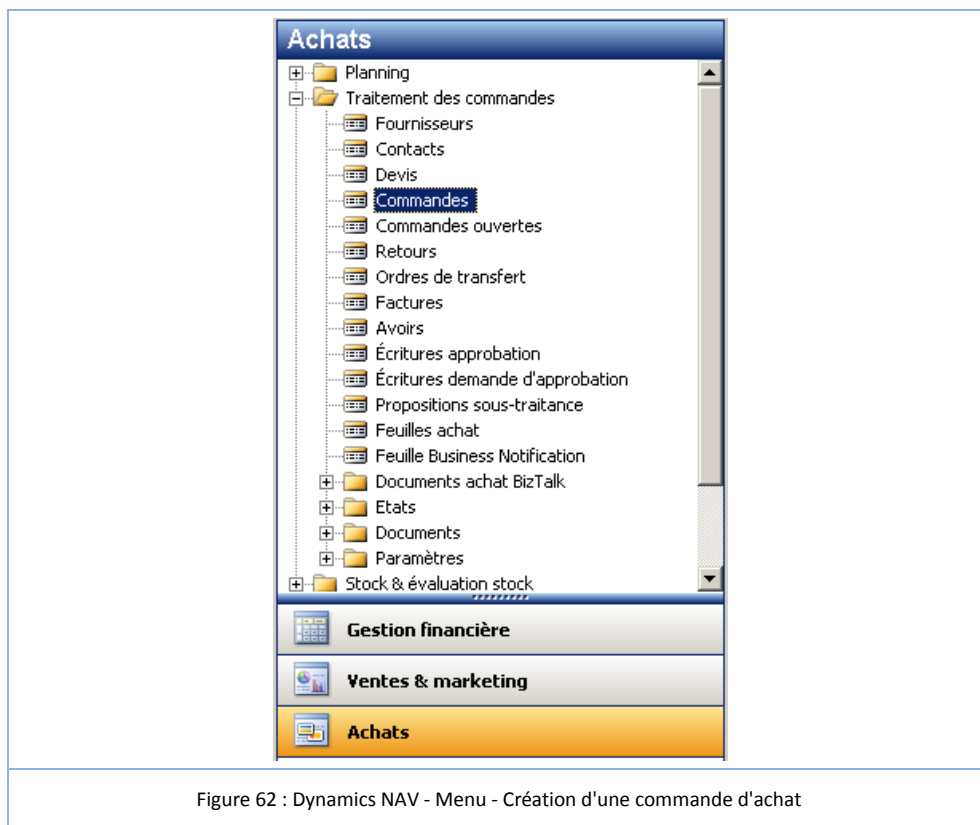 Achats
Planning
Traitement des commandes
Fournisseurs
Contacts
Devis
Commandes
Commandes ouvertes
Retours
Ordres de transfert
Factures
Avoirs
Écritures approbation
Écritures demande d'approbation
Propositions sous-traitance
Feuilles achat
Feuille Business Notification
Documents achat BizTalk
Etats
Documents
Paramètres
Stock & évaluation stock
Gestion financière
Ventes & marketing
Achats
Figure 62 : Dynamics NAV - Menu - Création d'une commande d'achat